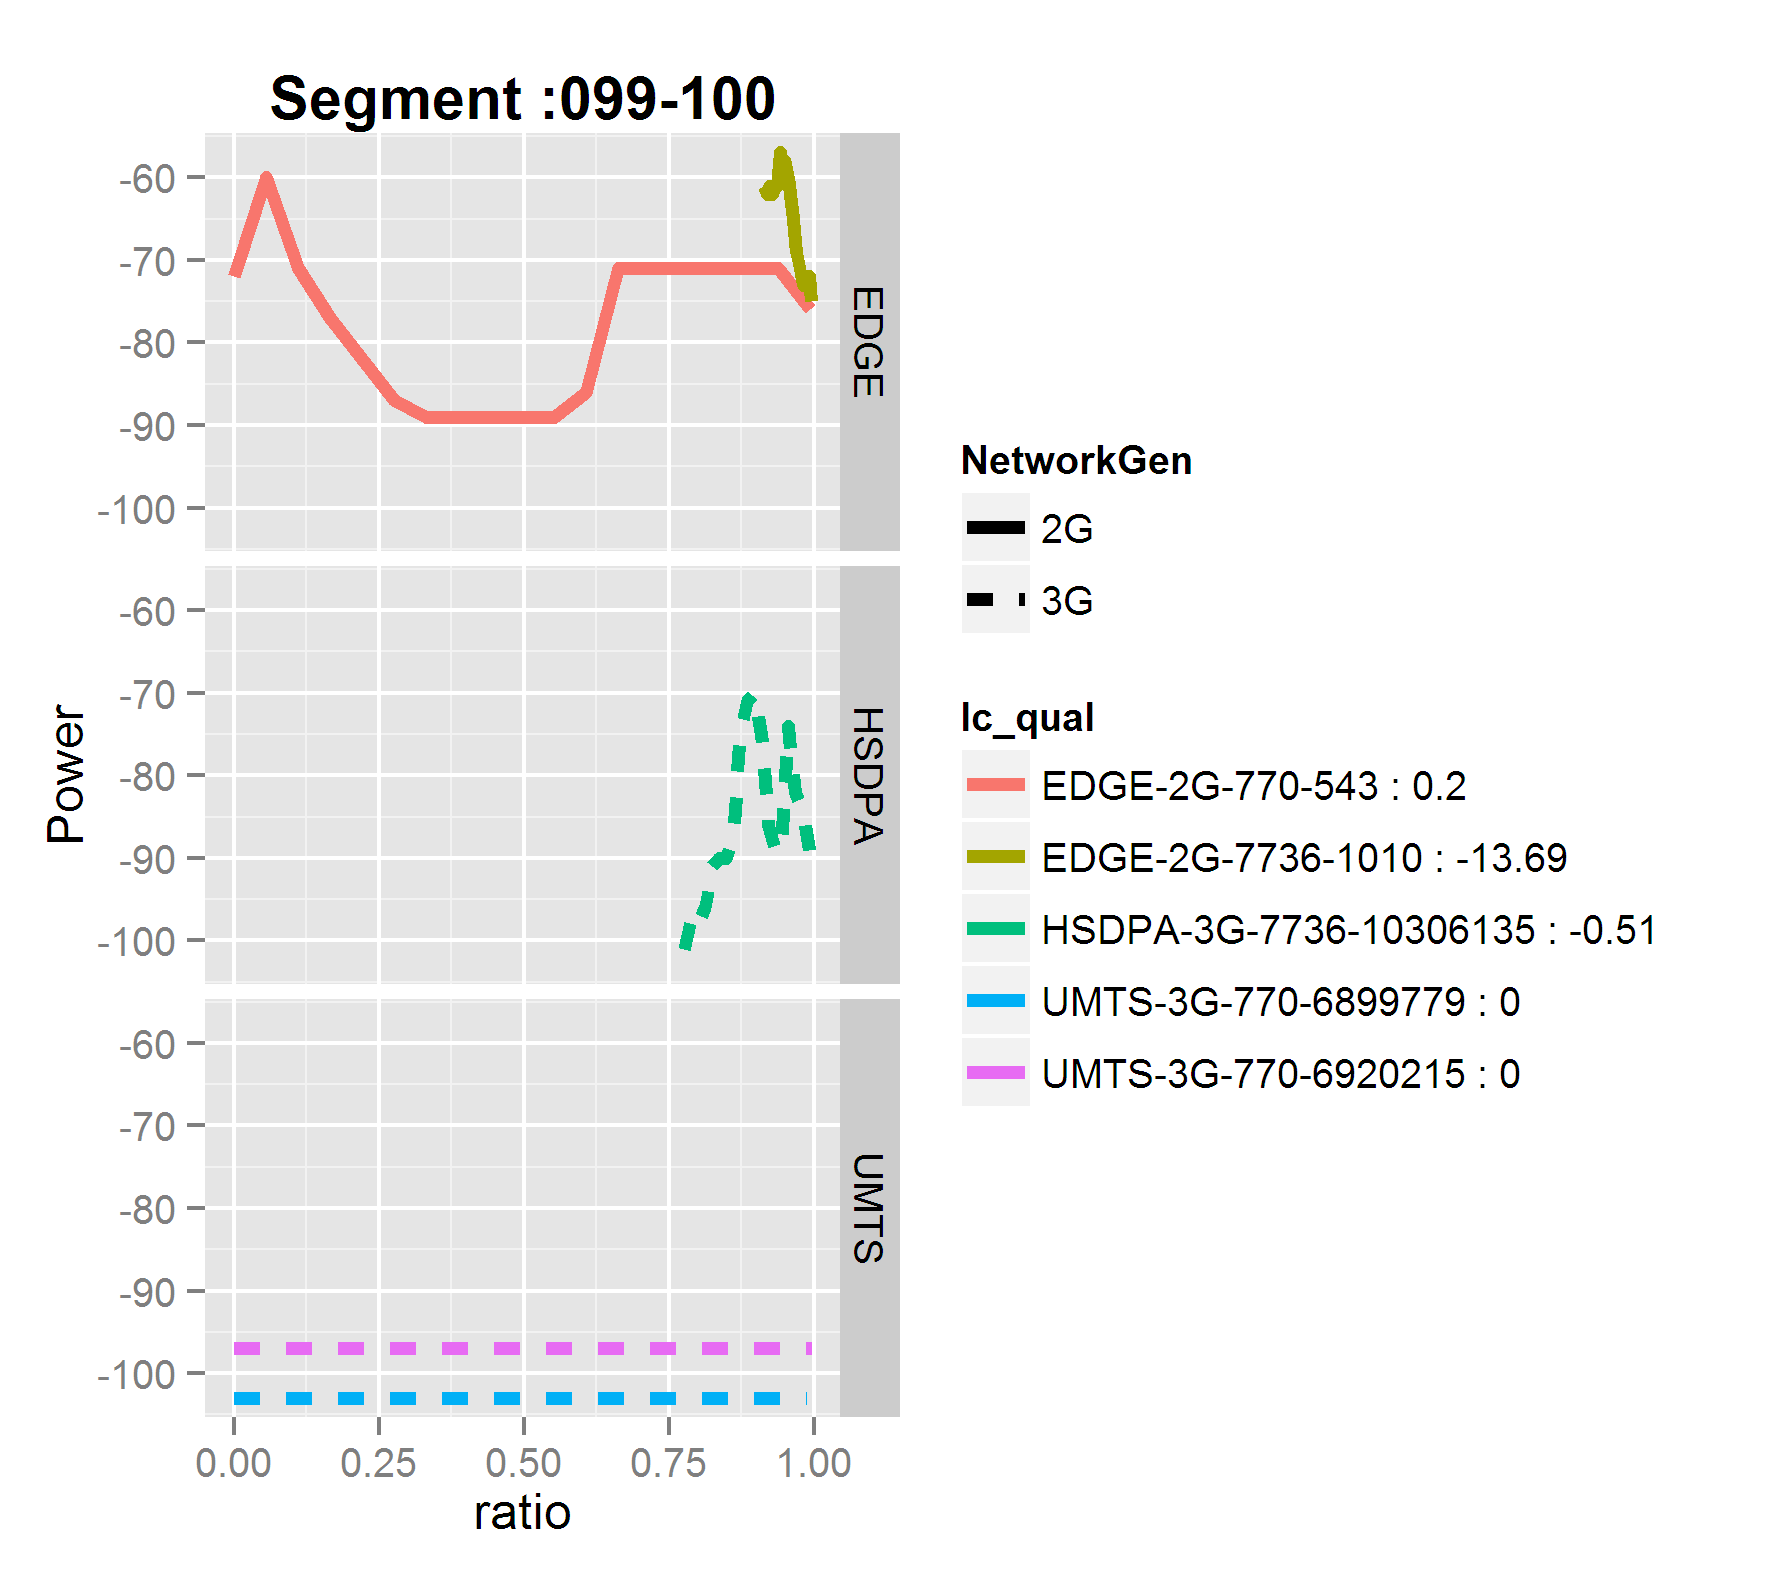 Segment :099-100
-60
-70
-80
-90
-100
EDGE
-60
-70
-80
-90
-100
HSDPA
-60
-70
-80
-90
-100
UMTS
Power
0.00 0.25 0.50 0.75 1.00
ratio
NetworkGen
2G
3G
lc_qual
EDGE-2G-770-543 : 0.2
EDGE-2G-7736-1010 : -13.69
HSDPA-3G-7736-10306135 : -0.51
UMTS-3G-770-6899779 : 0
UMTS-3G-770-6920215 : 0